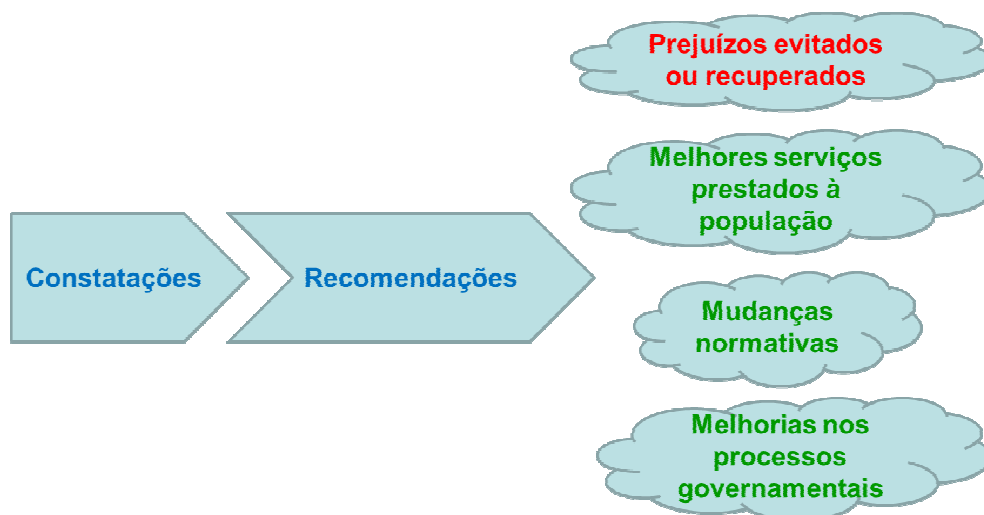 Prejuízos evitados
ou recuperados
Melhores serviços
prestados à
população
Constatações
Recomendações
Mudanças
normativas
Melhorias nos
processos
governamentais